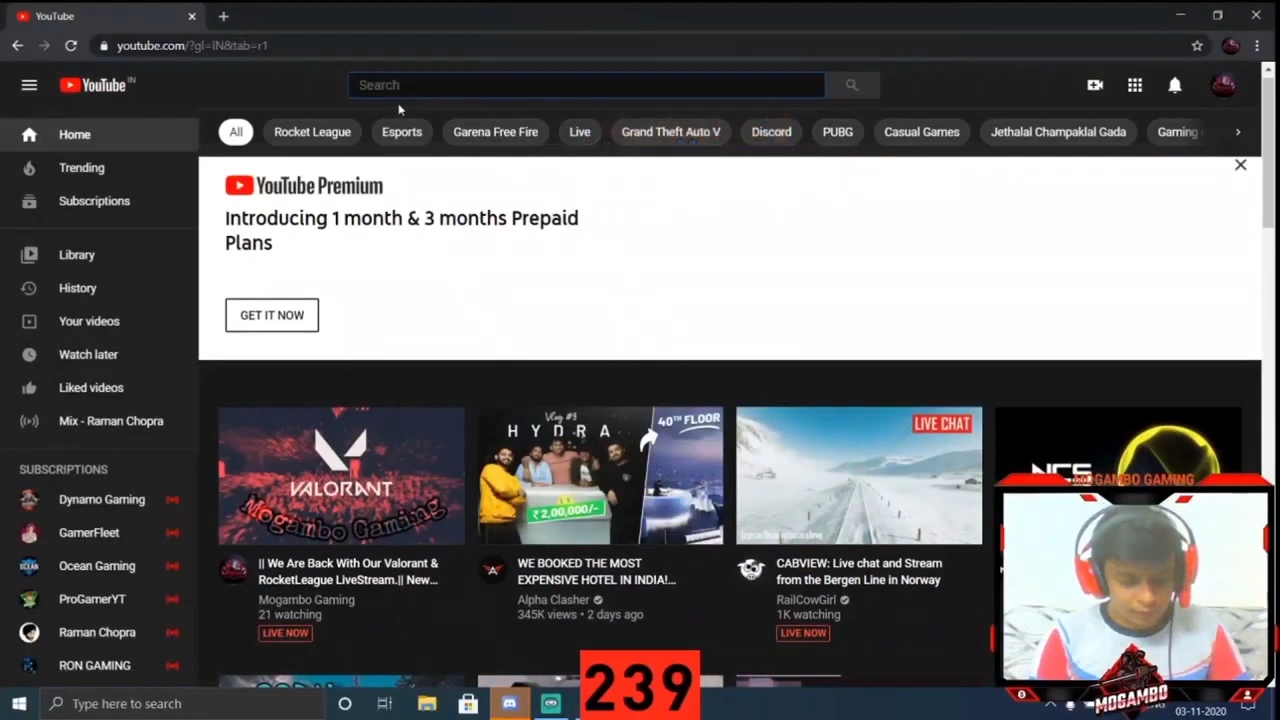 YouTube
youtube.com/?gl=IN&tab=r1
YouTube IN
Search
Home
Trending
Subscriptions
Library
History
Your videos
Watch later
Liked videos
Mix - Raman Chopra
SUBSCRIPTIONS
Dynamo Gaming
GamerFleet
Ocean Gaming
ProGamerYT
Raman Chopra
RON GAMING
All
Rocket League
Esports
Garena Free Fire
Live
Grand Theft Auto V
Discord
PUBG
Casual Games
Jethalal Champaklal Gada
Gaming
YouTube Premium
Introducing 1 month & 3 months Prepaid
Plans
GET IT NOW
VALORANT
Mogambo Gaming
|| We Are Back With Our Valorant &
RocketLeague LiveStream.|| New...
Mogambo Gaming
21 watching
LIVE NOW
Vlog #3
HYDRA
40TH FLOOR
₹ 2,00,000/-
WE BOOKED THE MOST
EXPENSIVE HOTEL IN INDIA!...
Alpha Clasher
345K views • 2 days ago
LIVE CHAT
CABVIEW: Live chat and Stream
from the Bergen Line in Norway
RailCowGirl
1K watching
LIVE NOW
NCS
MOGAMBO GAMING
MOGAMBO
239
Type here to search
03-11-2020